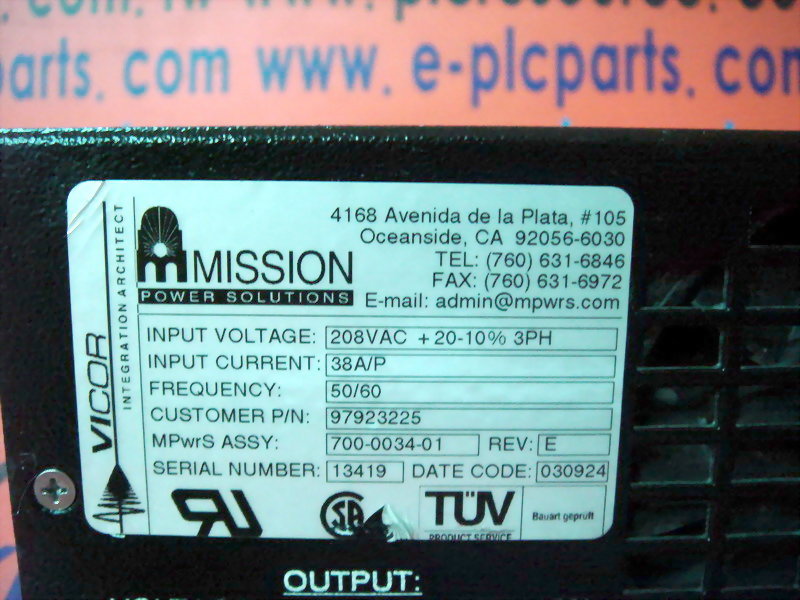 arts. com www. e-plcparts. com
4168 Avenida de la Plata, #105
Oceanside, CA 92056-6030
TEL: (760) 631-6846
FAX: (760) 631-6972
E-mail: admin@mpwrs.com
MISSION
POWER SOLUTIONS
VICOR
INTEGRATION ARCHITECT
INPUT VOLTAGE: 208VAC +20-10% 3PH
INPUT CURRENT: 38A/P
FREQUENCY: 50/60
CUSTOMER P/N: 97923225
MPwrS ASSY: 700-0034-01 REV: E
SERIAL NUMBER: 13419 DATE CODE: 030924
TÜV
PRODUCT SERVICE
Bauart geprüft
OUTPUT: